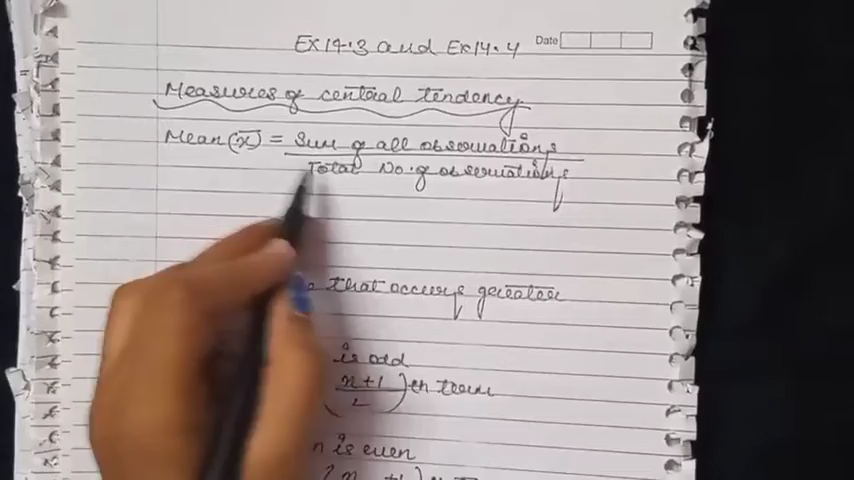 Ex 14.3 and Ex 14.4 Date
Measures of central tendency
Mean (x̄) = Sum of all observations
Total No. of observations
that occurs greater
is odd
n+1
2
)th term
n is even
n +1)